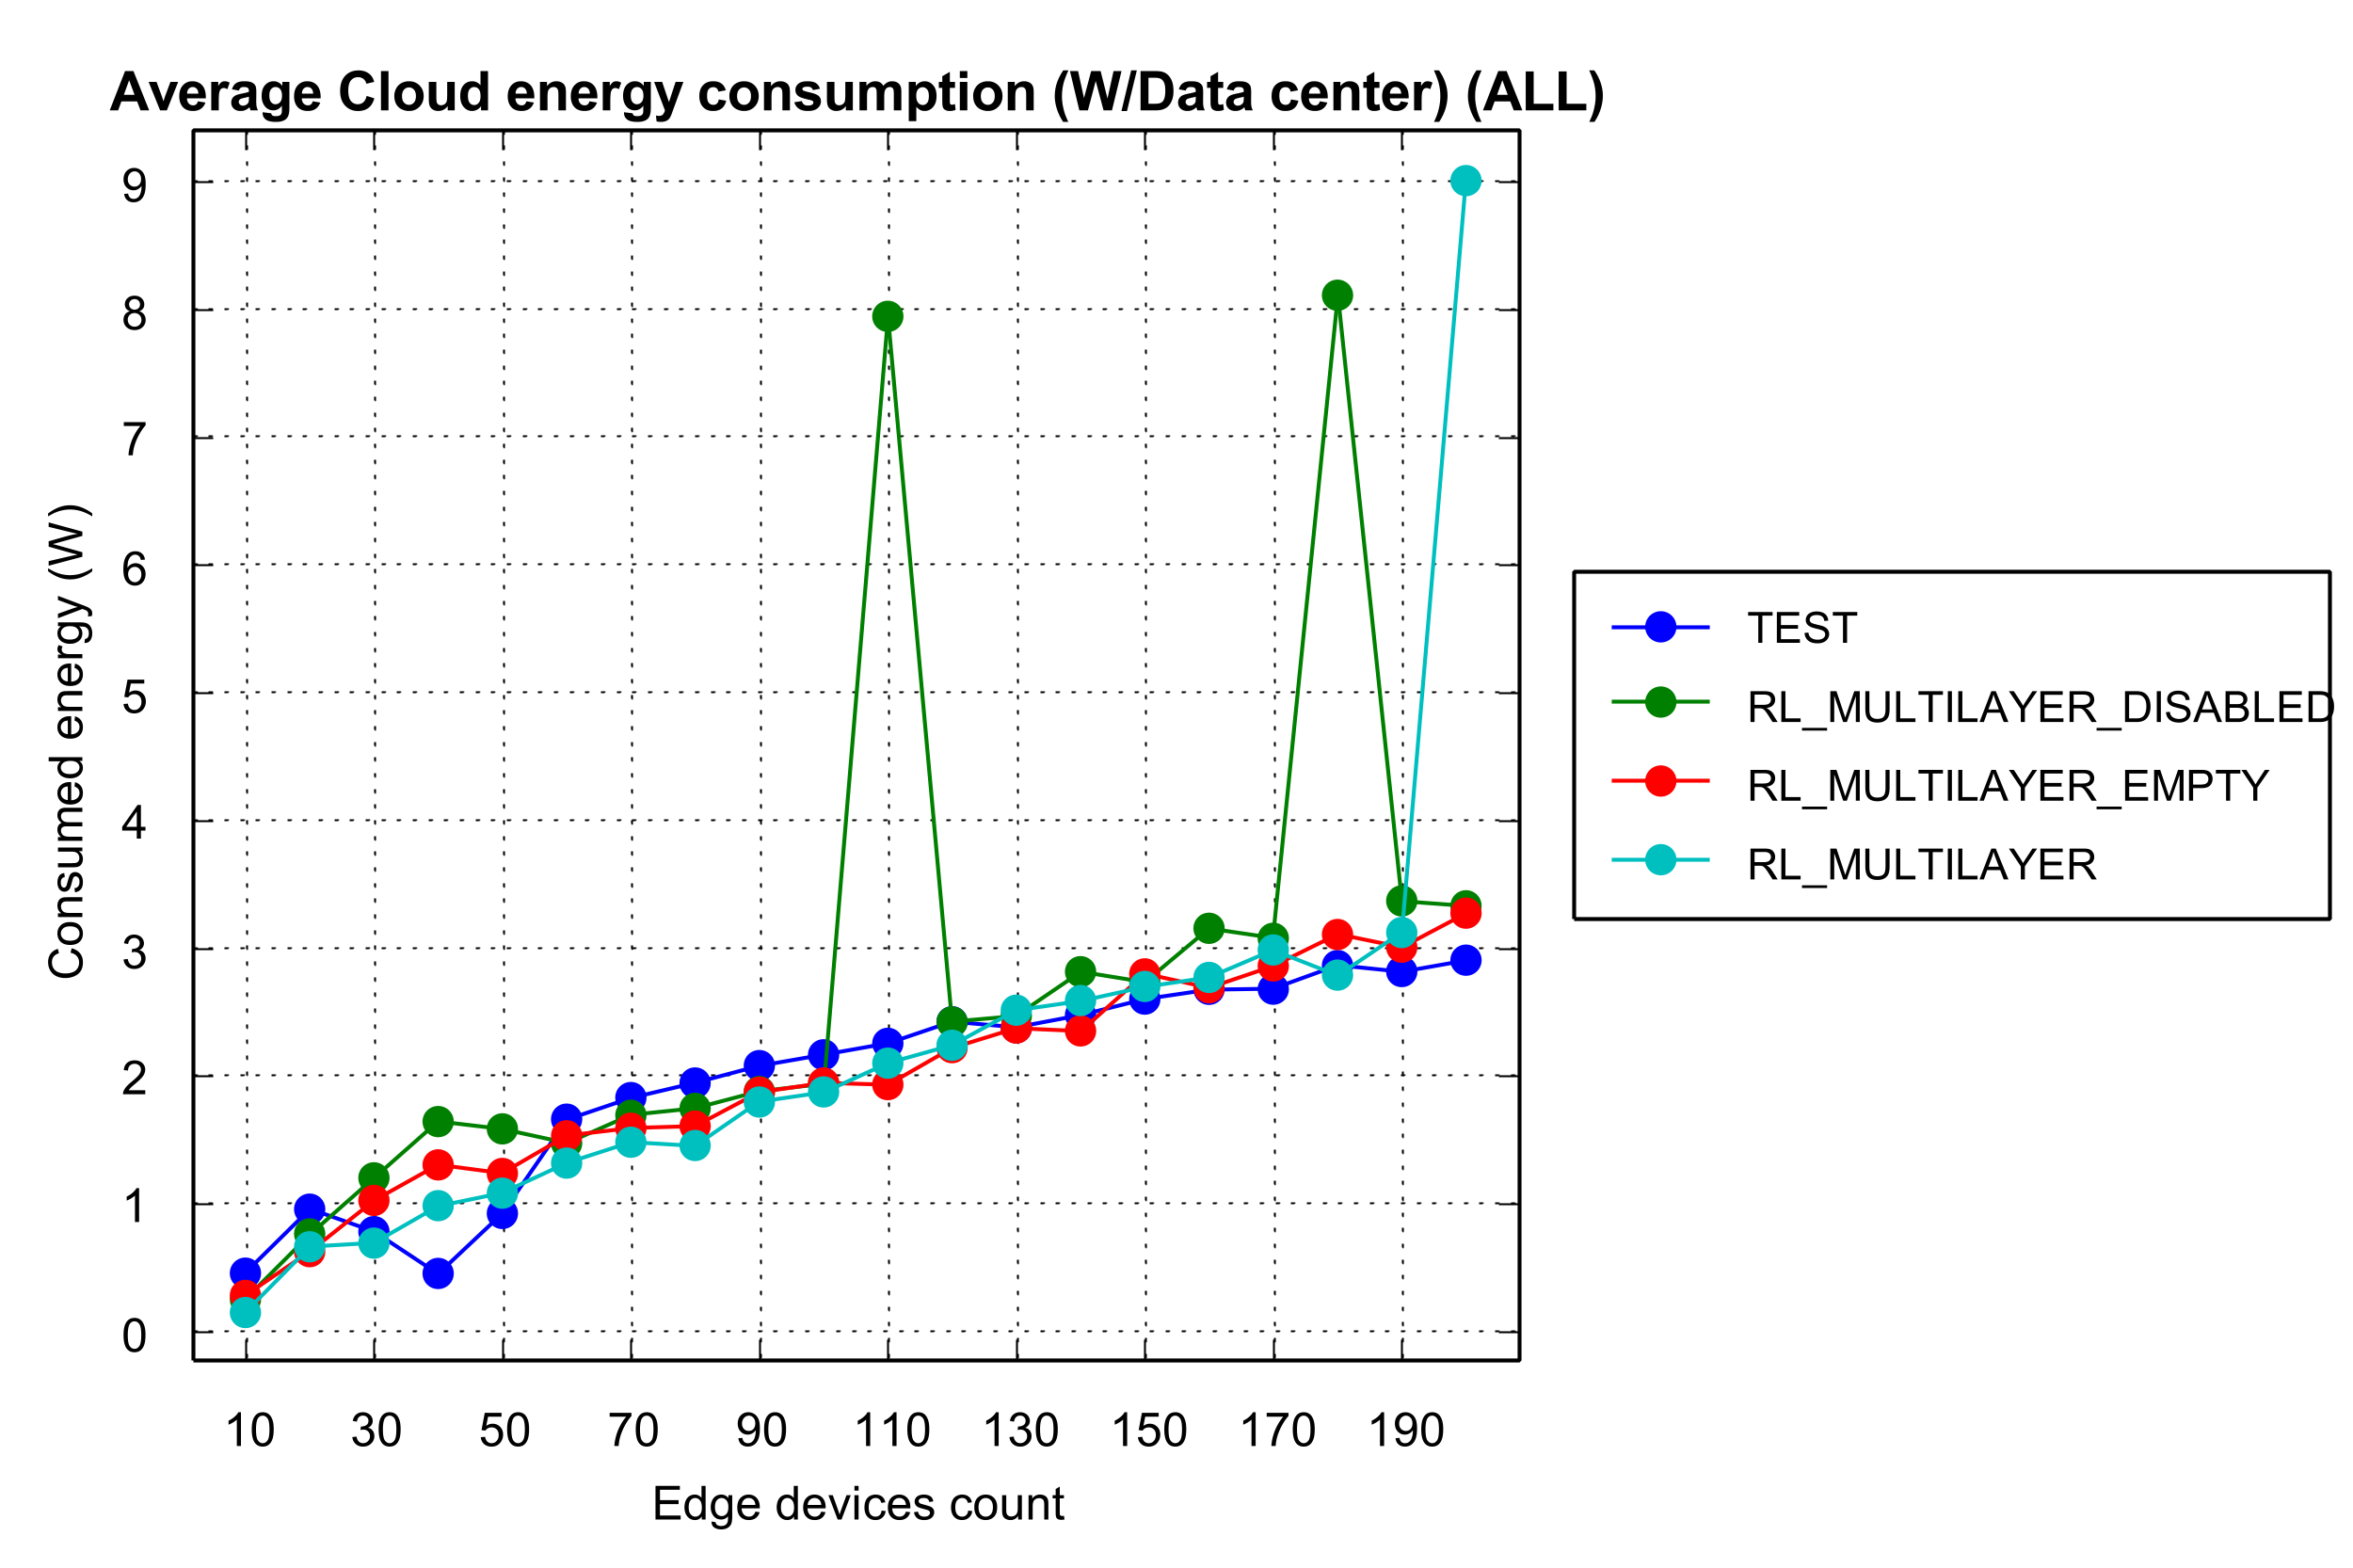 Average Cloud energy consumption (W/Data center) (ALL)
9
8
7
6
5
4
3
2
1
0
Consumed energy (W)
10 30 50 70 90 110 130 150 170 190
Edge devices count
TEST
RL_MULTILAYER_DISABLED
RL_MULTILAYER_EMPTY
RL_MULTILAYER